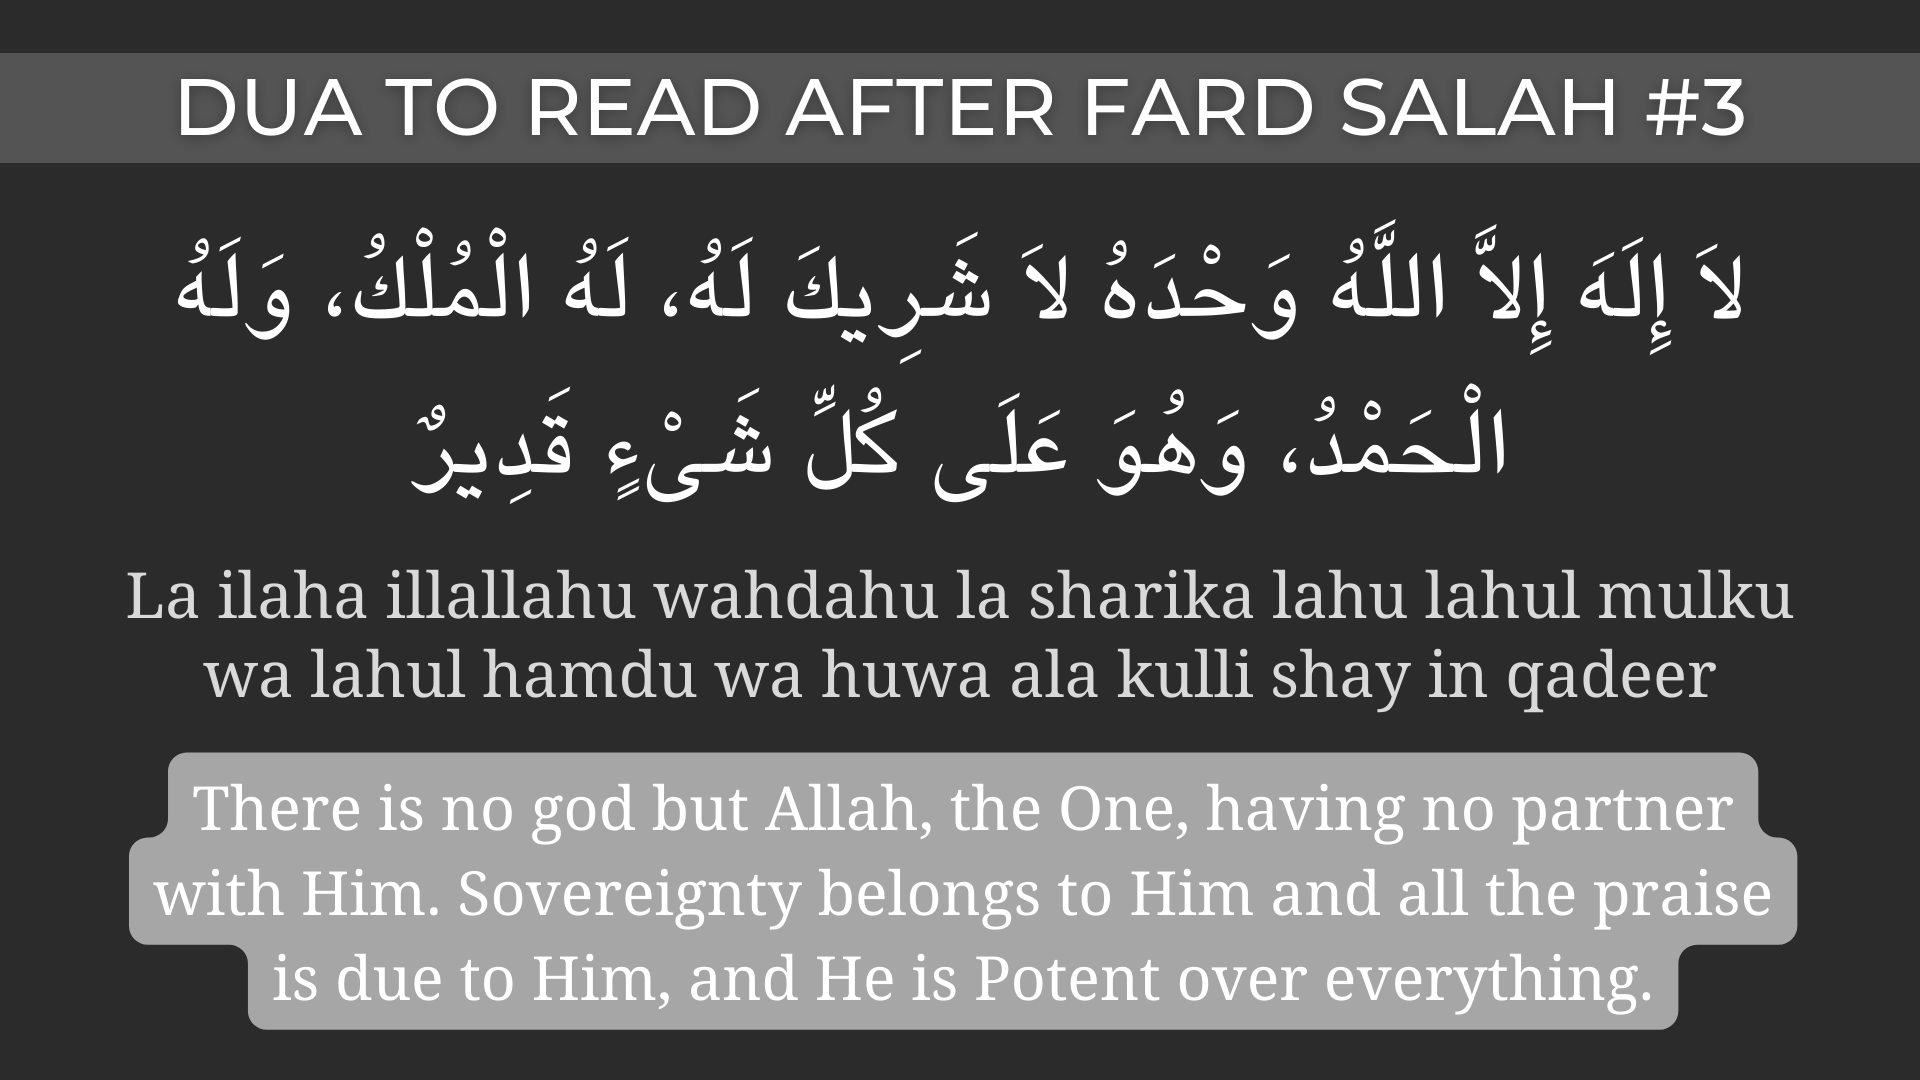 DUA TO READ AFTER FARD SALAH #3
لاَ إِلَهَ إِلاَّ اللَّهُ وَحْدَهُ لاَ شَرِيكَ لَهُ، لَهُ الْمُلْكُ، وَلَهُ
الْحَمْدُ، وَهُوَ عَلَى كُلِّ شَىْءٍ قَدِيرٌ
La ilaha illallahu wahdahu la sharika lahu lahul mulku
wa lahul hamdu wa huwa ala kulli shay in qadeer
There is no god but Allah, the One, having no partner
with Him. Sovereignty belongs to Him and all the praise
is due to Him, and He is Potent over everything.